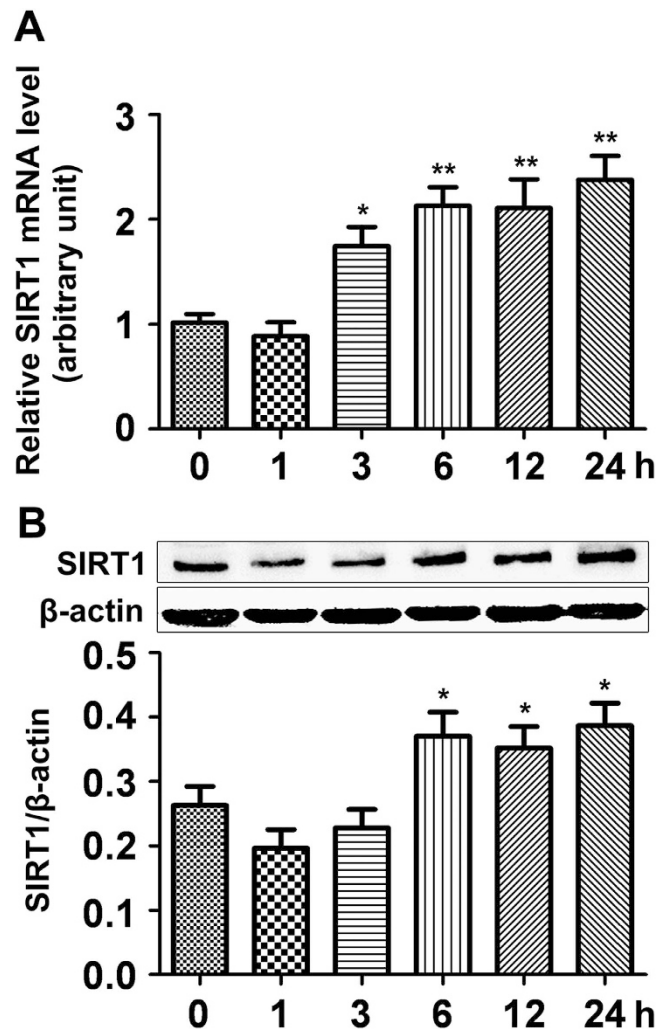 A
Relative SIRT1 mRNA level
(arbitrary unit)
3
2
1
0
*
**
**
**
0 1 3 6 12 24 h
B
SIRT1
β-actin
SIRT1/β-actin
0.5
0.4
0.3
0.2
0.1
0.0
*
*
*
0 1 3 6 12 24 h